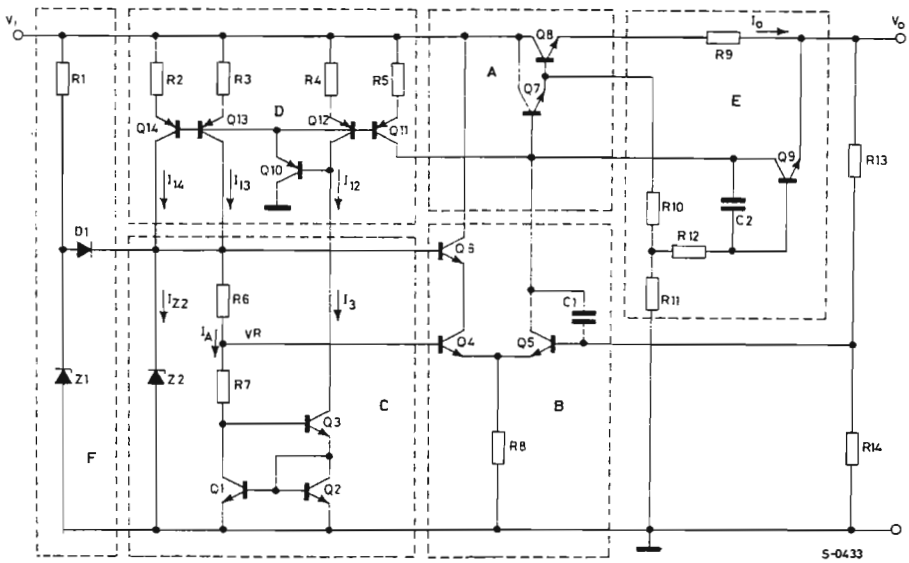 Vi
Vo
R1
R2
R3
R4
R5
Q8
R9
Io
A
Q7
E
D
Q14
Q13
Q12
Q11
Q10
Q9
R13
I14
I13
I12
R10
C2
R12
D1
Q6
R11
IZ2
R6
I3
C1
IA
VR
Q4
Q5
Z1
Z2
R7
C
B
Q3
F
R8
R14
Q1
Q2
S-0433